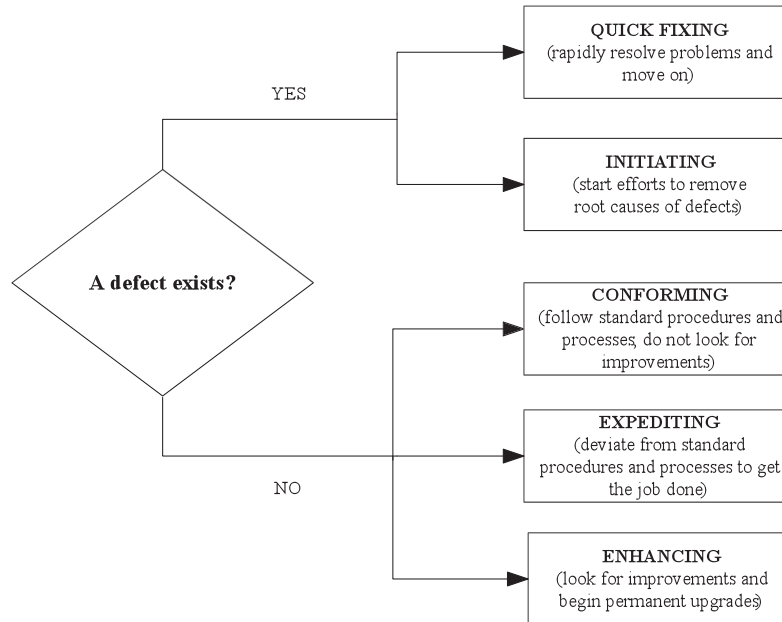 QUICK FIXING
(rapidly resolve problems and
move on)
YES
INITIATING
(start efforts to remove
root causes of defects)
A defect exists?
CONFORMING
(follow standard procedures and
processes, do not look for
improvements)
EXPEDITING
(deviate from standard
procedures and processes to get
the job done)
NO
ENHANCING
(look for improvements and
begin permanent upgrades)